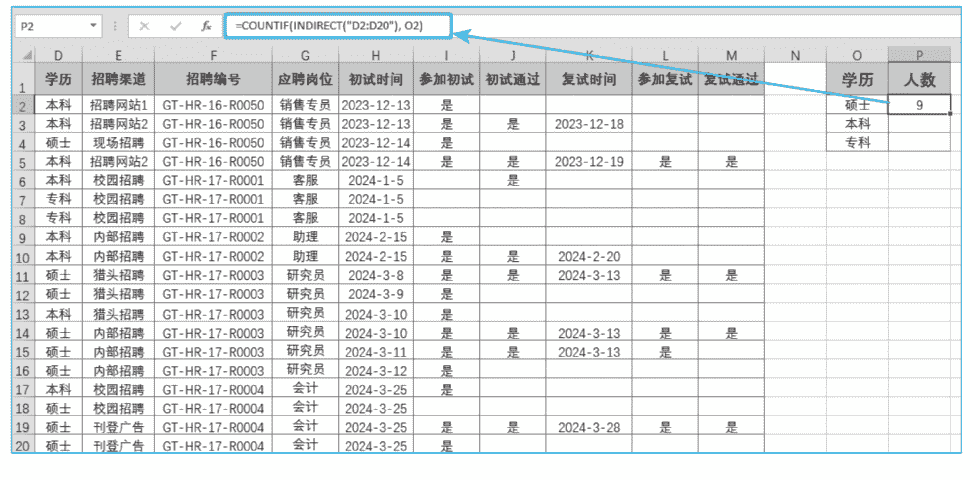 P2 =COUNTIF(INDIRECT("D2:D20"), O2)
D E F G H I J K L M N O P
1 学历 招聘渠道 招聘编号 应聘岗位 初试时间 参加初试 初试通过 复试时间 参加复试 复试通过 学历 人数
2 本科 招聘网站1 GT-HR-16-R0050 销售专员 2023-12-13 是 硕士 9
3 本科 招聘网站2 GT-HR-16-R0050 销售专员 2023-12-13 是 是 2023-12-18 本科
4 硕士 现场招聘 GT-HR-16-R0050 销售专员 2023-12-14 是 专科
5 本科 招聘网站2 GT-HR-16-R0050 销售专员 2023-12-14 是 是 2023-12-19 是 是
6 本科 校园招聘 GT-HR-17-R0001 客服 2024-1-5 是
7 专科 校园招聘 GT-HR-17-R0001 客服 2024-1-5
8 专科 校园招聘 GT-HR-17-R0001 客服 2024-1-5
9 本科 内部招聘 GT-HR-17-R0002 助理 2024-2-15 是
10 本科 内部招聘 GT-HR-17-R0002 助理 2024-2-15 是 是 2024-2-20
11 硕士 猎头招聘 GT-HR-17-R0003 研究员 2024-3-8 是 是 2024-3-13 是 是
12 硕士 猎头招聘 GT-HR-17-R0003 研究员 2024-3-9 是
13 本科 猎头招聘 GT-HR-17-R0003 研究员 2024-3-10 是
14 硕士 内部招聘 GT-HR-17-R0003 研究员 2024-3-10 是 是 2024-3-13 是 是
15 硕士 内部招聘 GT-HR-17-R0003 研究员 2024-3-11 是 是 2024-3-13 是
16 硕士 内部招聘 GT-HR-17-R0003 研究员 2024-3-12 是
17 本科 校园招聘 GT-HR-17-R0004 会计 2024-3-25 是
18 硕士 校园招聘 GT-HR-17-R0004 会计 2024-3-25
19 硕士 刊登广告 GT-HR-17-R0004 会计 2024-3-25 是 是 2024-3-28 是 是
20 硕士 刊登广告 GT-HR-17-R0004 会计 2024-3-25 是